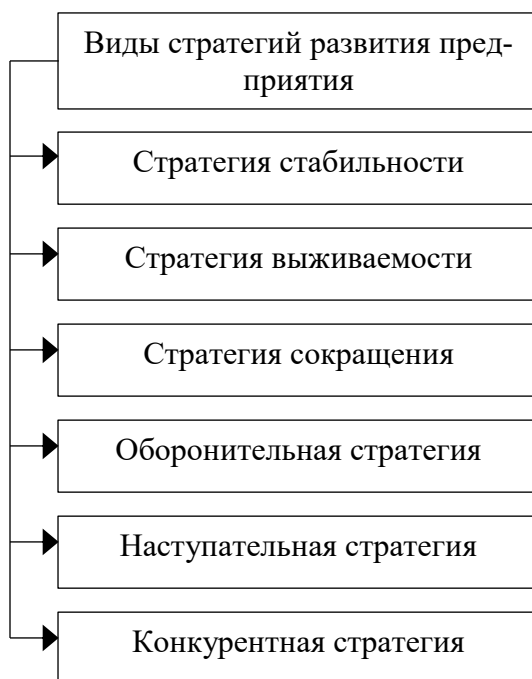 Виды стратегий развития пред-
приятия
Стратегия стабильности
Стратегия выживаемости
Стратегия сокращения
Оборонительная стратегия
Наступательная стратегия
Конкурентная стратегия